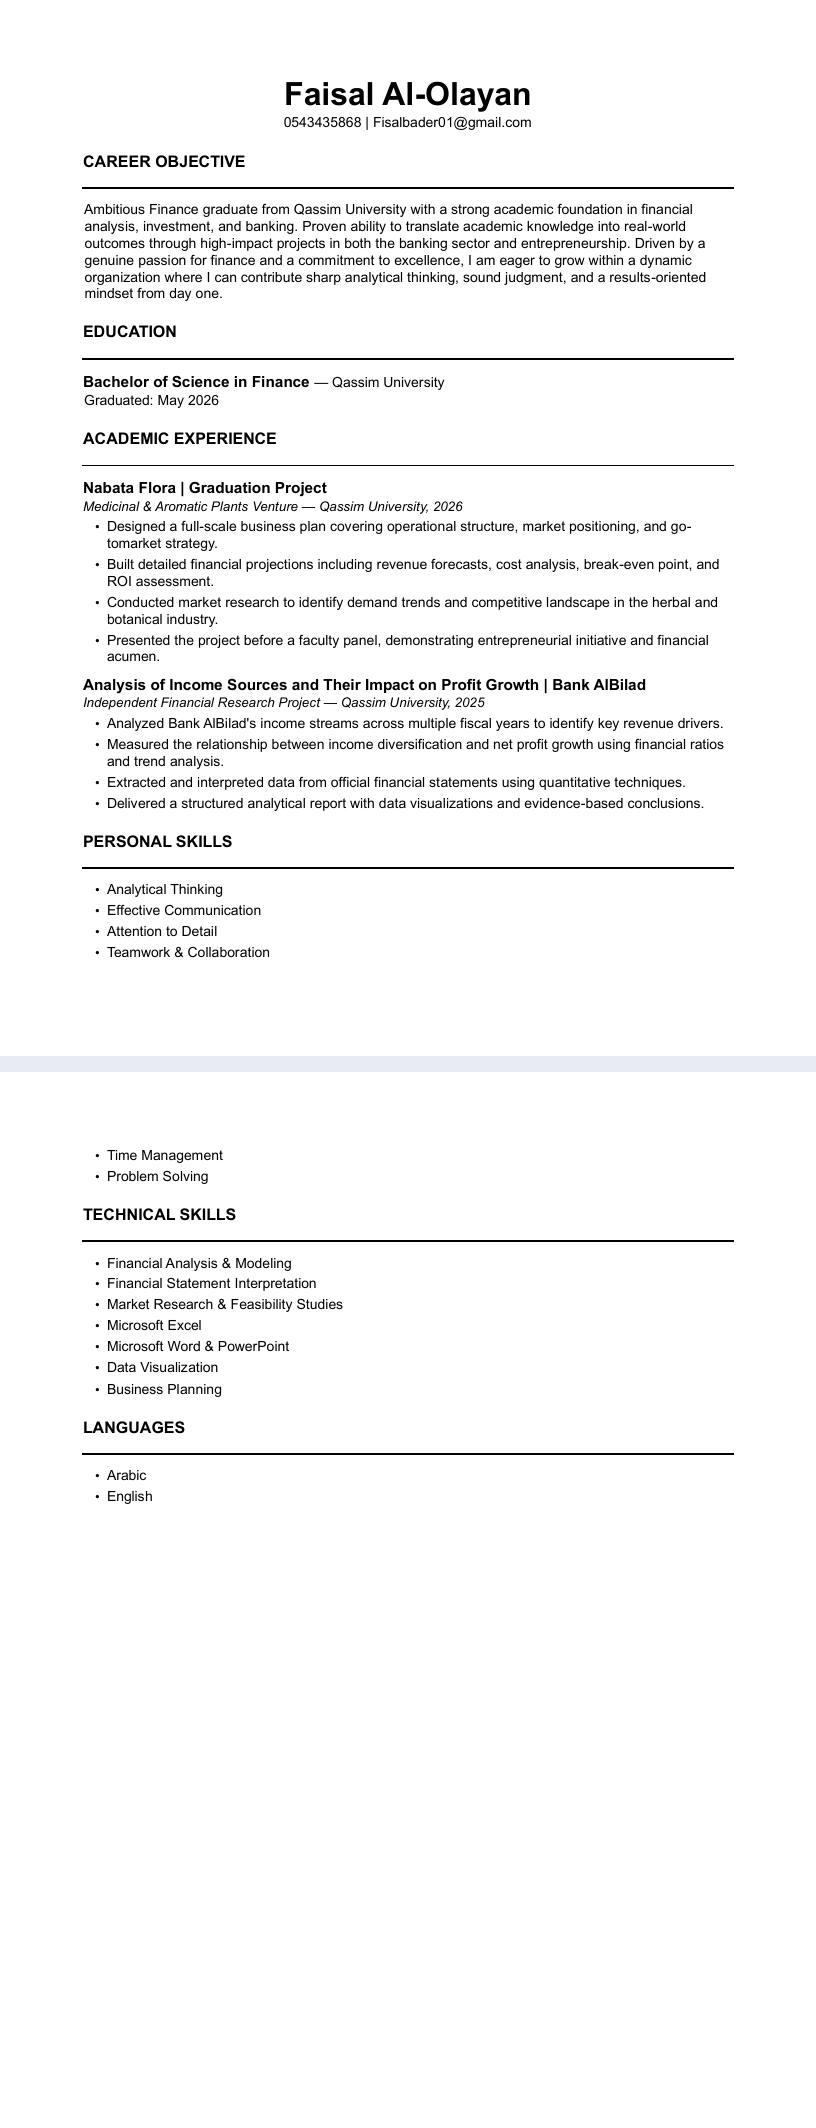 Faisal Al-Olayan
0543435868 | Fisalbader01@gmail.com
CAREER OBJECTIVE
Ambitious Finance graduate from Qassim University with a strong academic foundation in financial
analysis, investment, and banking. Proven ability to translate academic knowledge into real-world
outcomes through high-impact projects in both the banking sector and entrepreneurship. Driven by a
genuine passion for finance and a commitment to excellence, I am eager to grow within a dynamic
organization where I can contribute sharp analytical thinking, sound judgment, and a results-oriented
mindset from day one.
EDUCATION
Bachelor of Science in Finance — Qassim University
Graduated: May 2026
ACADEMIC EXPERIENCE
Nabata Flora | Graduation Project
Medicinal & Aromatic Plants Venture — Qassim University, 2026
• Designed a full-scale business plan covering operational structure, market positioning, and go-
tomarket strategy.
• Built detailed financial projections including revenue forecasts, cost analysis, break-even point, and
ROI assessment.
• Conducted market research to identify demand trends and competitive landscape in the herbal and
botanical industry.
• Presented the project before a faculty panel, demonstrating entrepreneurial initiative and financial
acumen.
Analysis of Income Sources and Their Impact on Profit Growth | Bank AlBilad
Independent Financial Research Project — Qassim University, 2025
• Analyzed Bank AlBilad's income streams across multiple fiscal years to identify key revenue drivers.
• Measured the relationship between income diversification and net profit growth using financial ratios
and trend analysis.
• Extracted and interpreted data from official financial statements using quantitative techniques.
• Delivered a structured analytical report with data visualizations and evidence-based conclusions.
PERSONAL SKILLS
• Analytical Thinking
• Effective Communication
• Attention to Detail
• Teamwork & Collaboration
• Time Management
• Problem Solving
TECHNICAL SKILLS
• Financial Analysis & Modeling
• Financial Statement Interpretation
• Market Research & Feasibility Studies
• Microsoft Excel
• Microsoft Word & PowerPoint
• Data Visualization
• Business Planning
LANGUAGES
• Arabic
• English